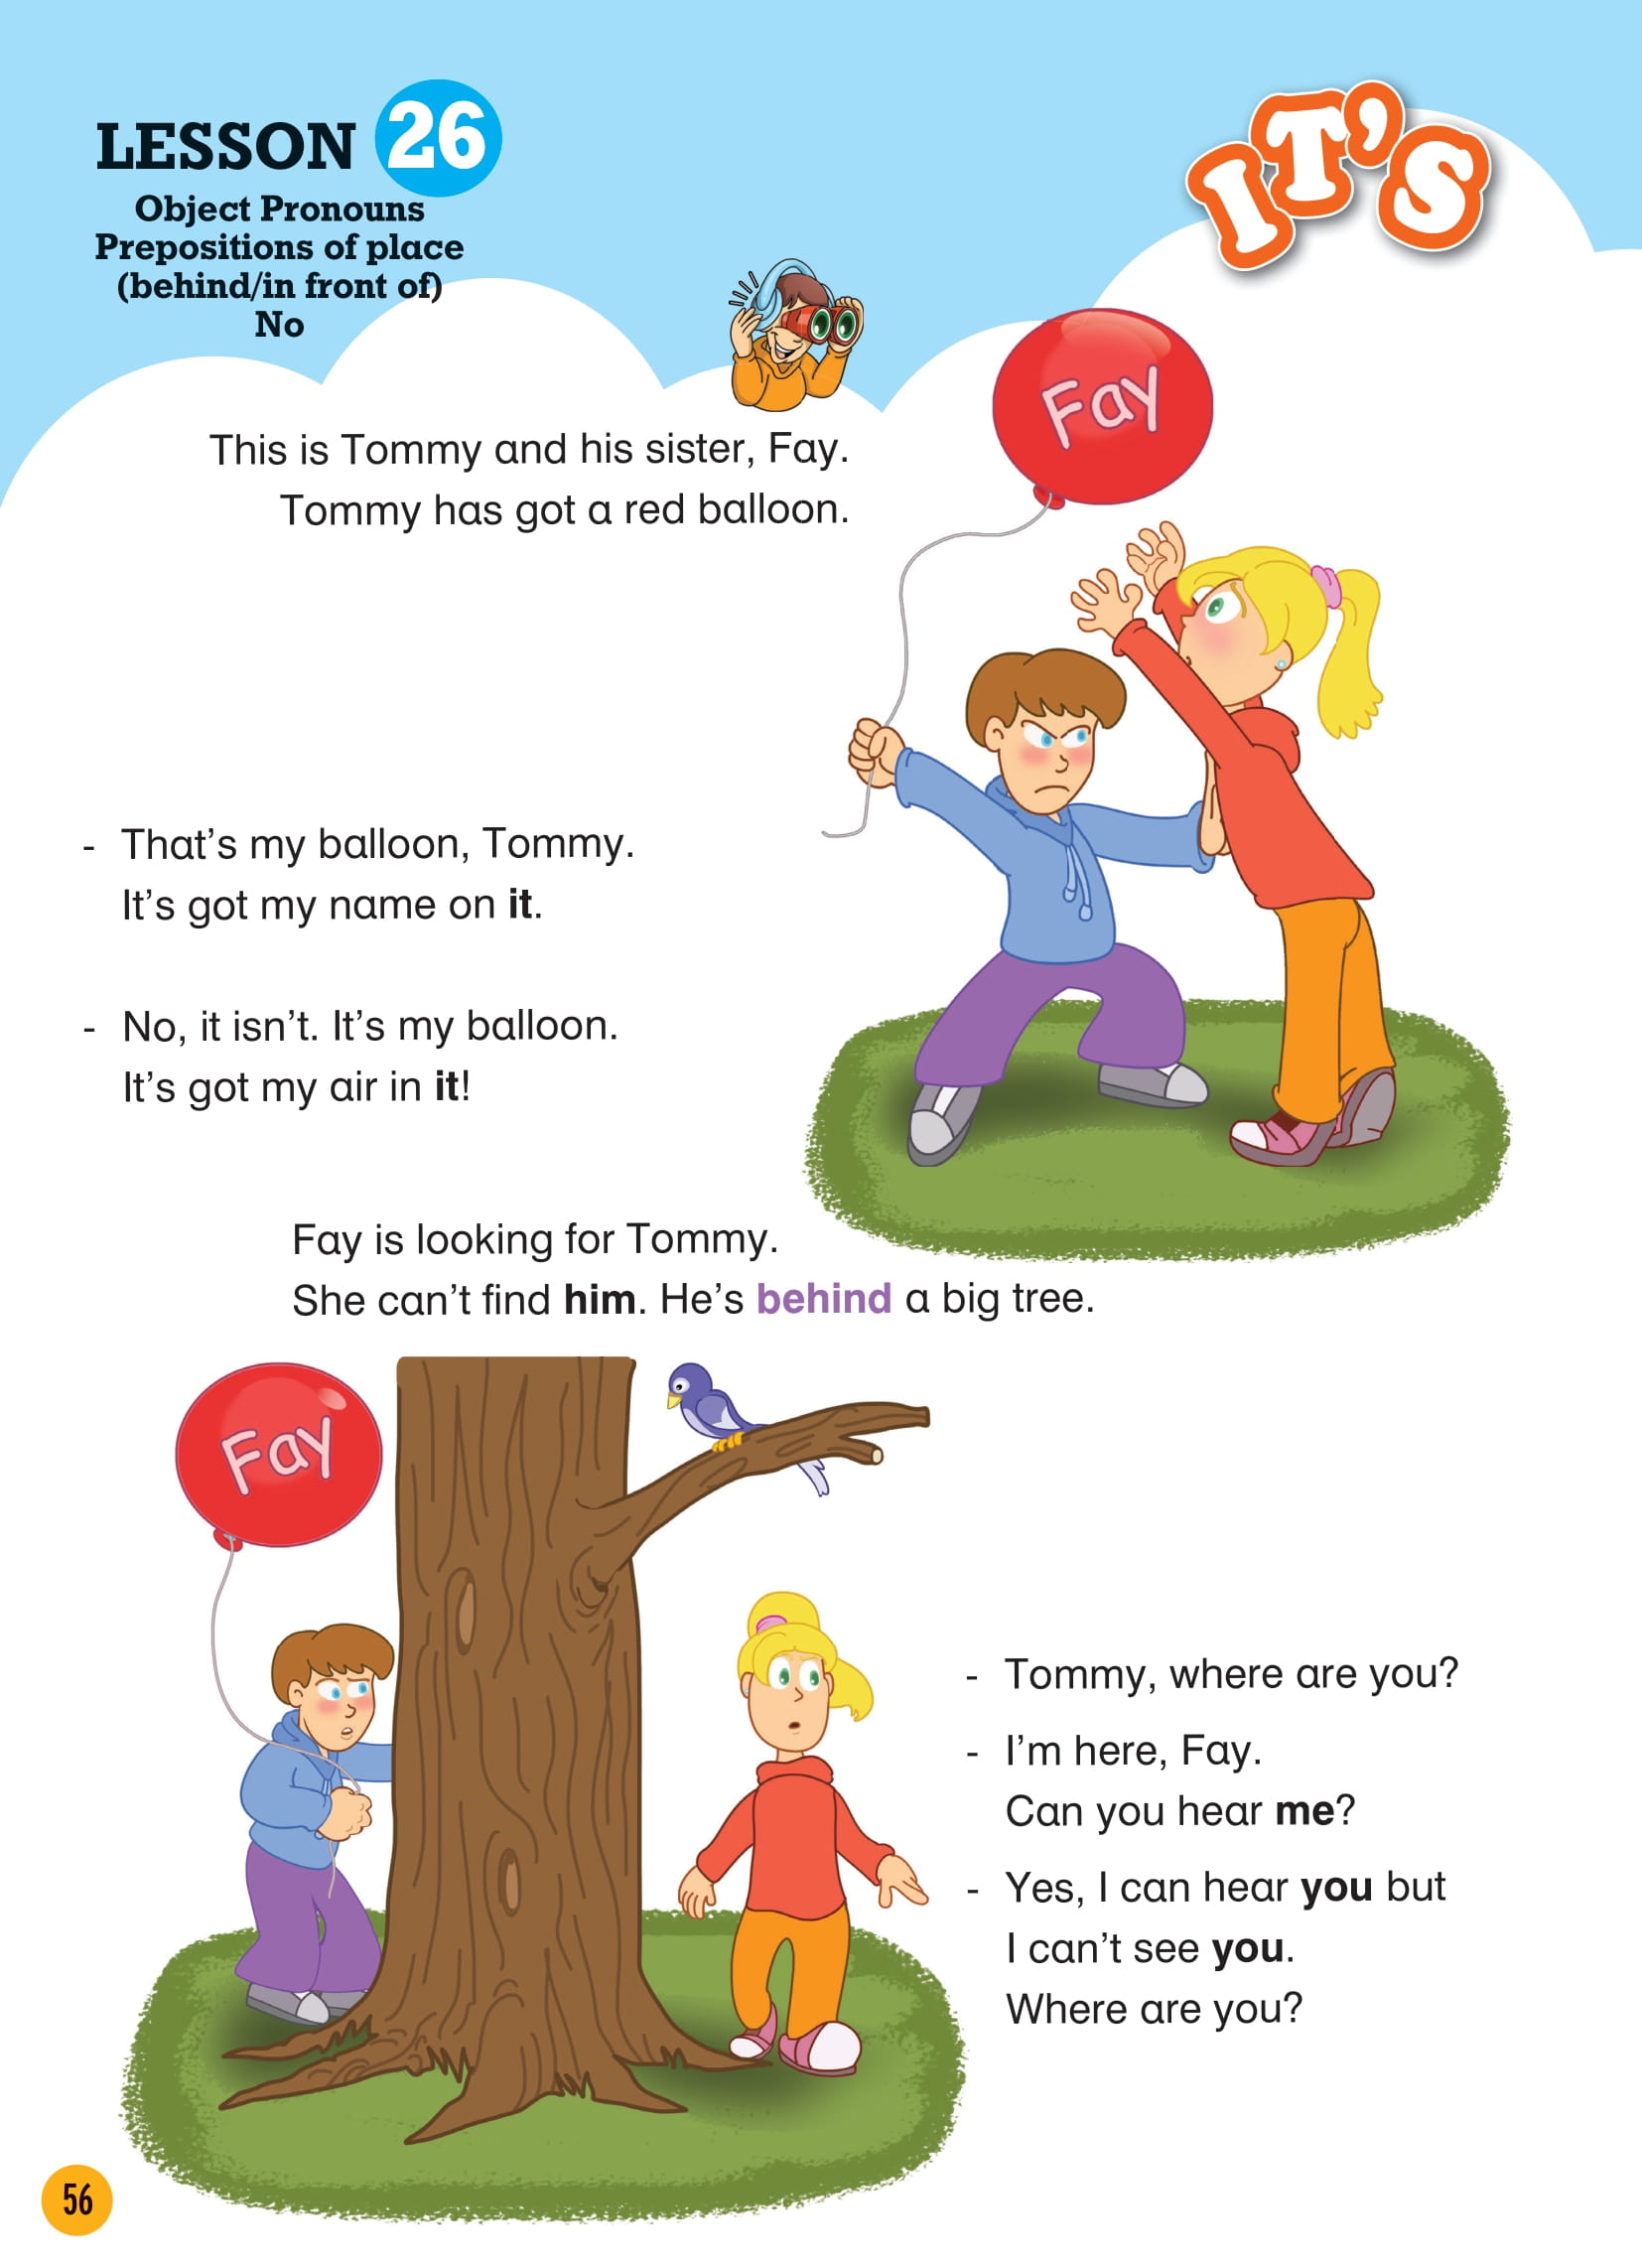 LESSON 26
Object Pronouns
Prepositions of place
(behind/in front of)
No
IT'S
This is Tommy and his sister, Fay.
Tommy has got a red balloon.
Fay
- That's my balloon, Tommy.
It's got my name on it.
- No, it isn't. It's my balloon.
It's got my air in it!
Fay is looking for Tommy.
She can't find him. He's behind a big tree.
Fay
- Tommy, where are you?
- I'm here, Fay.
Can you hear me?
- Yes, I can hear you but
I can't see you.
Where are you?
56